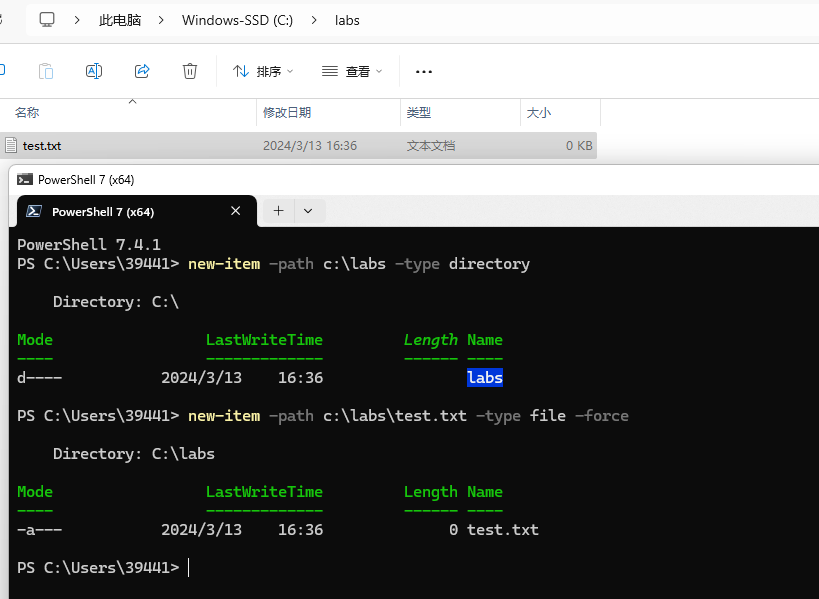 此电脑 > Windows-SSD (C:) > labs
排序 查看 ...
名称 修改日期 类型 大小
test.txt 2024/3/13 16:36 文本文档 0 KB
PowerShell 7 (x64)
PowerShell 7 (x64)
PowerShell 7.4.1
PS C:\Users\39441> new-item -path c:\labs -type directory
Directory: C:\
Mode LastWriteTime Length Name
---- ------------- ------ ----
d---- 2024/3/13 16:36 labs
PS C:\Users\39441> new-item -path c:\labs\test.txt -type file -force
Directory: C:\labs
Mode LastWriteTime Length Name
---- ------------- ------ ----
-a--- 2024/3/13 16:36 0 test.txt
PS C:\Users\39441>